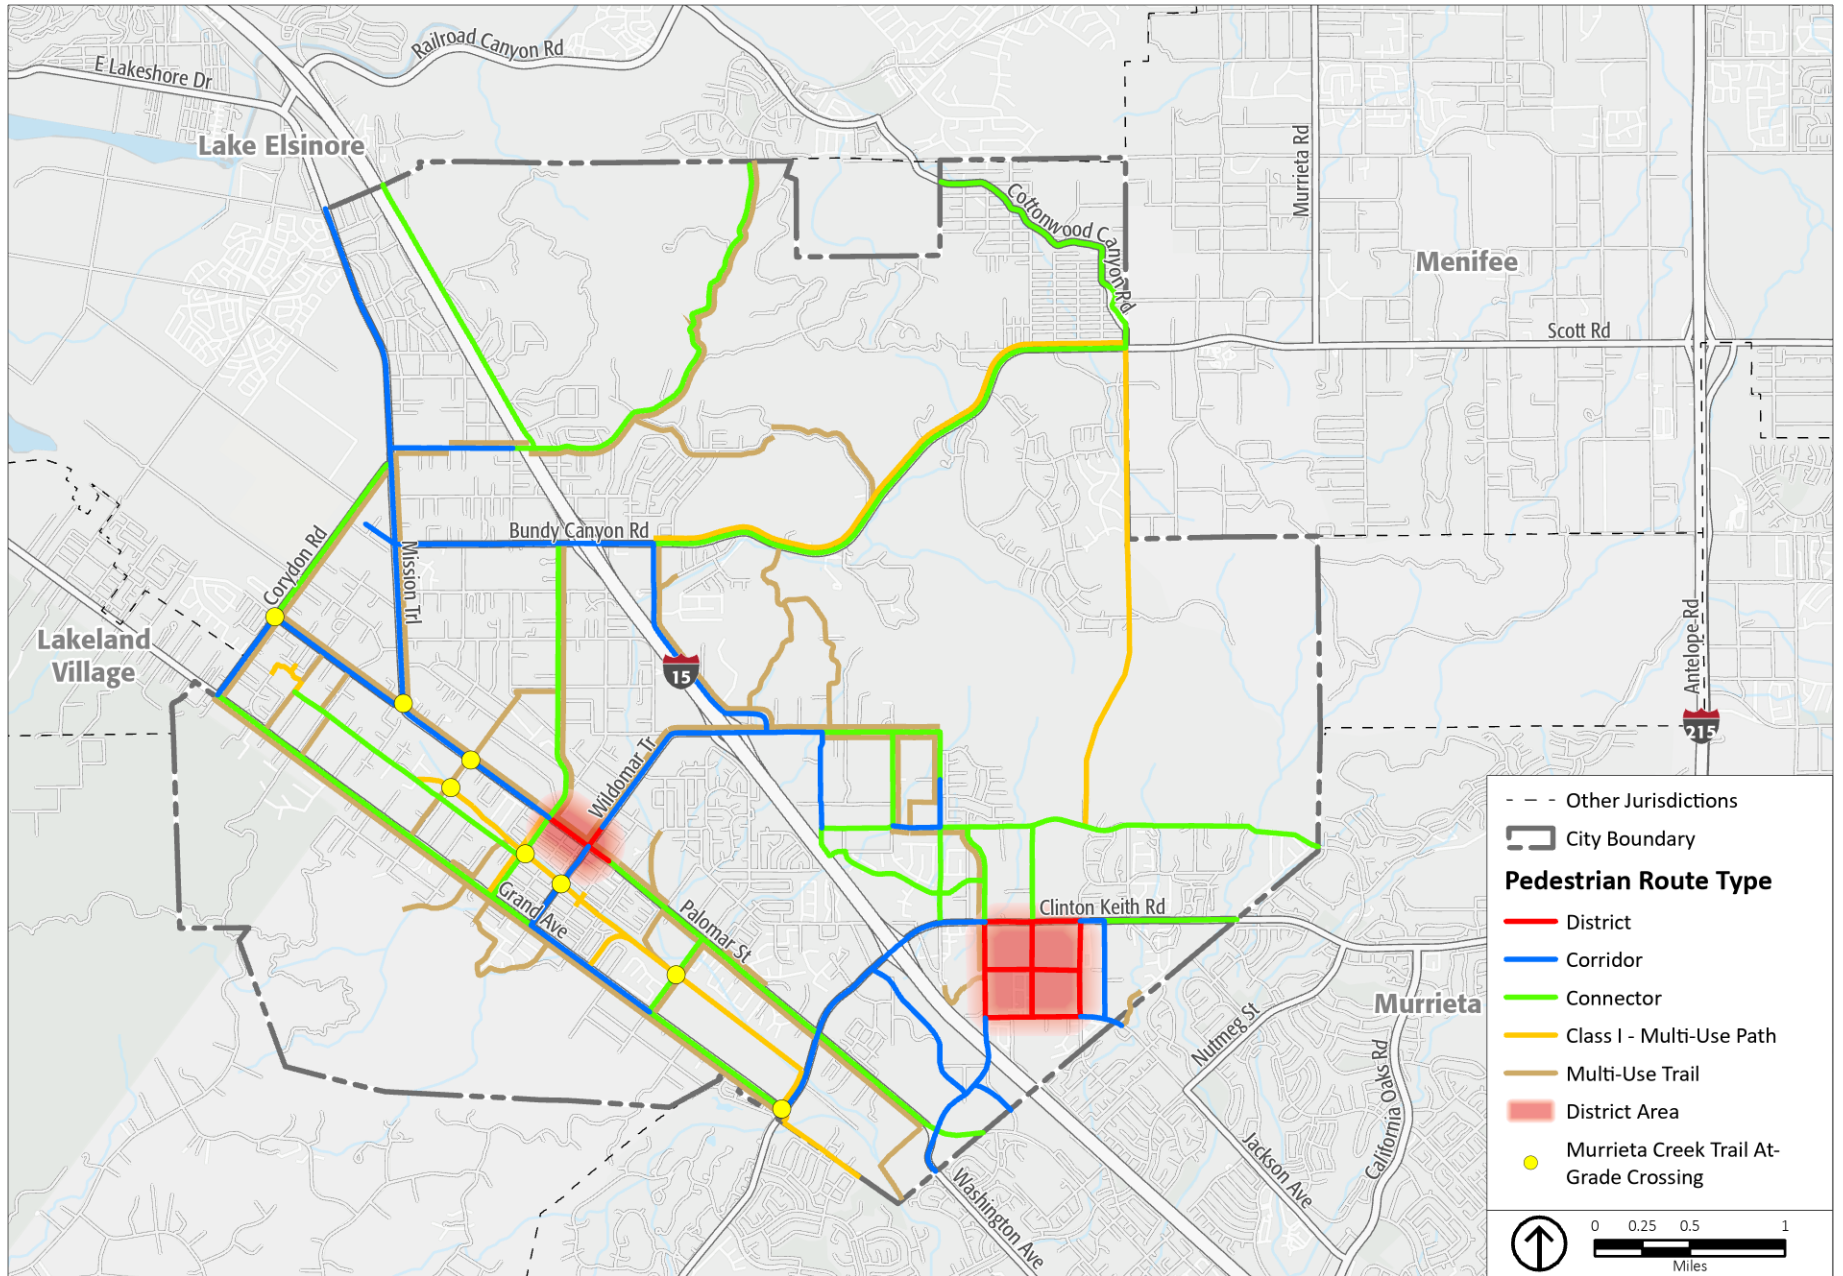 Railroad Canyon Rd
E Lakeshore Dr
Lake Elsinore
Murrieta Rd
Cottonwood Canyon Rd
Menifee
Scott Rd
Bundy Canyon Rd
Corydon Rd
Mission Trl
Lakeland
Village
15
Antelope Rd
215
Wildomar Tr
Grand Ave
Palomar St
Clinton Keith Rd
Murrieta
Nutmeg St
California Oaks Rd
Jackson Ave
Washington Ave
Other Jurisdictions
City Boundary
Pedestrian Route Type
District
Corridor
Connector
Class I - Multi-Use Path
Multi-Use Trail
District Area
Murrieta Creek Trail At-
Grade Crossing
0 0.25 0.5 1
Miles